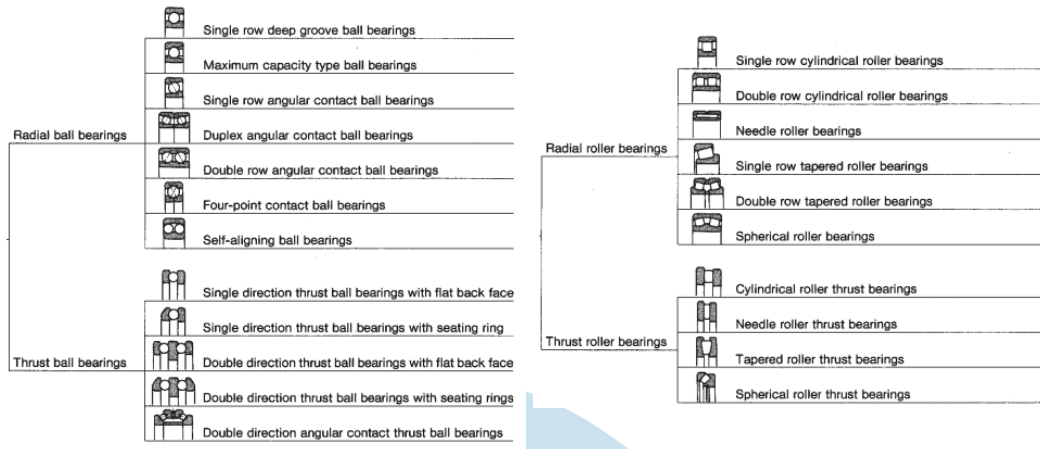 Single row deep groove ball bearings
Maximum capacity type ball bearings
Single row angular contact ball bearings
Radial ball bearings
Duplex angular contact ball bearings
Double row angular contact ball bearings
Four-point contact ball bearings
Self-aligning ball bearings
Single direction thrust ball bearings with flat back face
Single direction thrust ball bearings with seating ring
Thrust ball bearings
Double direction thrust ball bearings with flat back face
Double direction thrust ball bearings with seating rings
Double direction angular contact thrust ball bearings
Single row cylindrical roller bearings
Double row cylindrical roller bearings
Needle roller bearings
Radial roller bearings
Single row tapered roller bearings
Double row tapered roller bearings
Spherical roller bearings
Cylindrical roller thrust bearings
Needle roller thrust bearings
Thrust roller bearings
Tapered roller thrust bearings
Spherical roller thrust bearings